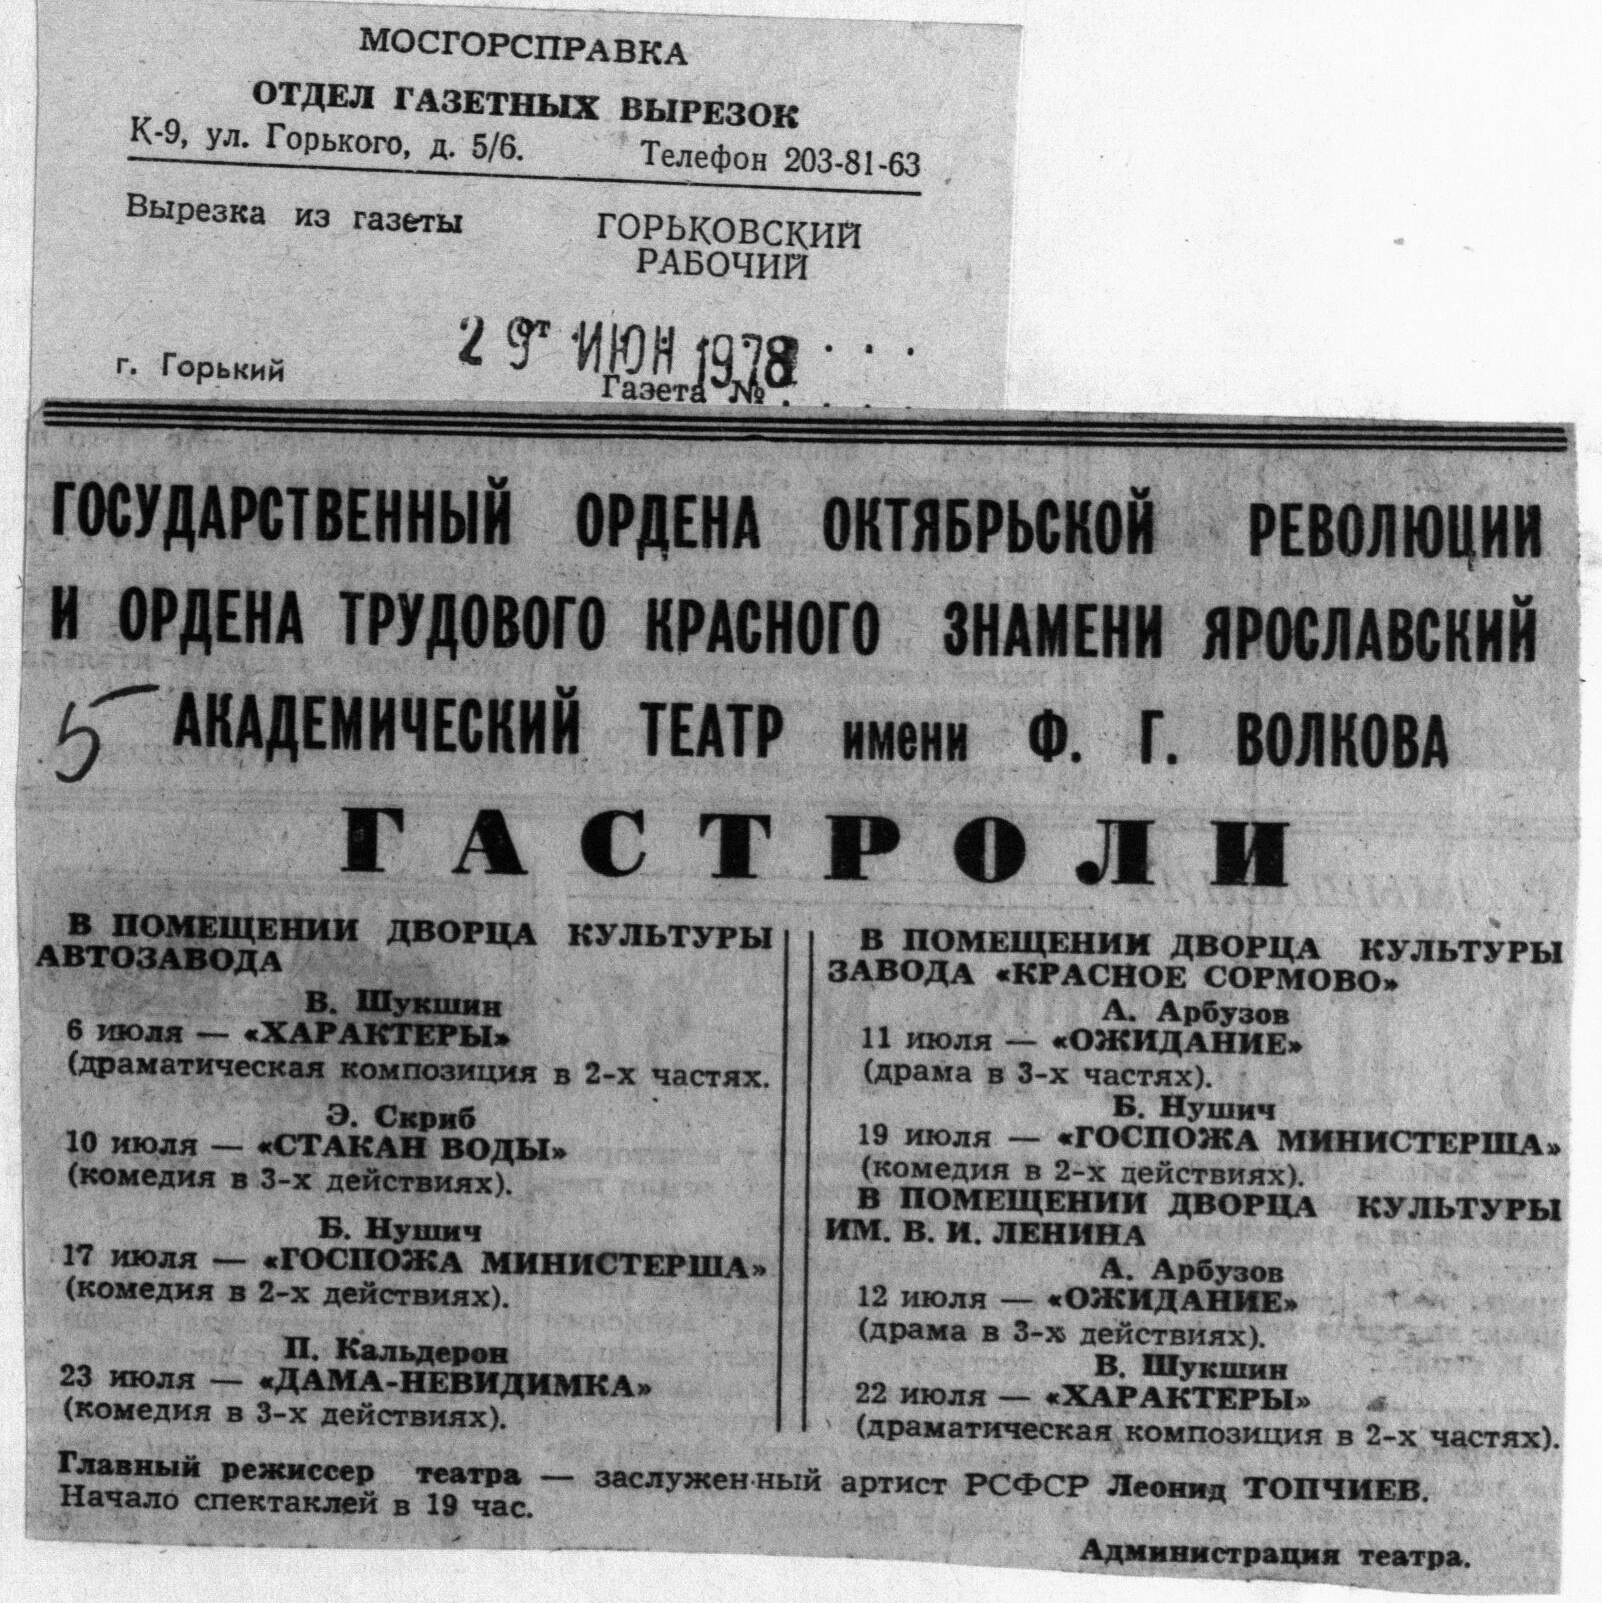 МОСГОРСПРАВКА
ОТДЕЛ ГАЗЕТНЫХ ВЫРЕЗОК
К-9, ул. Горького, д. 5/6. Телефон 203-81-63
Вырезка из газеты
ГОРЬКОВСКИЙ
РАБОЧИЙ
29 от ИЮН 1978 . . .
г. Горький
Газета № . . . .
ГОСУДАРСТВЕННЫЙ ОРДЕНА ОКТЯБРЬСКОЙ РЕВОЛЮЦИИ
И ОРДЕНА ТРУДОВОГО КРАСНОГО ЗНАМЕНИ ЯРОСЛАВСКИЙ
5 АКАДЕМИЧЕСКИЙ ТЕАТР имени Ф. Г. ВОЛКОВА
ГАСТРОЛИ
В ПОМЕЩЕНИИ ДВОРЦА КУЛЬТУРЫ
АВТОЗАВОДА
В. Шукшин
6 июля — «ХАРАКТЕРЫ»
(драматическая композиция в 2-х частях.
Э. Скриб
10 июля — «СТАКАН ВОДЫ»
(комедия в 3-х действиях).
Б. Нушич
17 июля — «ГОСПОЖА МИНИСТЕРША»
(комедия в 2-х действиях).
П. Кальдерон
23 июля — «ДАМА-НЕВИДИМКА»
(комедия в 3-х действиях).
В ПОМЕЩЕНИИ ДВОРЦА КУЛЬТУРЫ
ЗАВОДА «КРАСНОЕ СОРМОВО»
А. Арбузов
11 июля — «ОЖИДАНИЕ»
(драма в 3-х частях).
Б. Нушич
19 июля — «ГОСПОЖА МИНИСТЕРША»
(комедия в 2-х действиях).
В ПОМЕЩЕНИИ ДВОРЦА КУЛЬТУРЫ
ИМ. В. И. ЛЕНИНА
А. Арбузов
12 июля — «ОЖИДАНИЕ»
(драма в 3-х действиях).
В. Шукшин
22 июля — «ХАРАКТЕРЫ»
(драматическая композиция в 2-х частях).
Главный режиссер театра — заслуженный артист РСФСР Леонид ТОПЧИЕВ.
Начало спектаклей в 19 час.
Администрация театра.